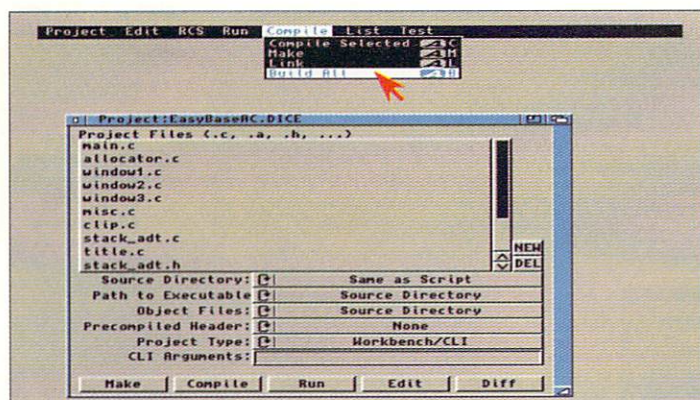 Project Edit RCS Run Compile List Test
Compile Selected C
Make M
Link L
Build All B
Project:EasyBaseAC.DICE
Project Files (.c, .a, .h, ...)
main.c
allocator.c
window1.c
window2.c
window3.c
misc.c
clip.c
stack_adt.c
title.c
stack_adt.h
NEW
DEL
Source Directory: Same as Script
Path to Executable Source Directory
Object Files: Source Directory
Precompiled Header: None
Project Type: Workbench/CLI
CLI Arguments:
Make Compile Run Edit Diff